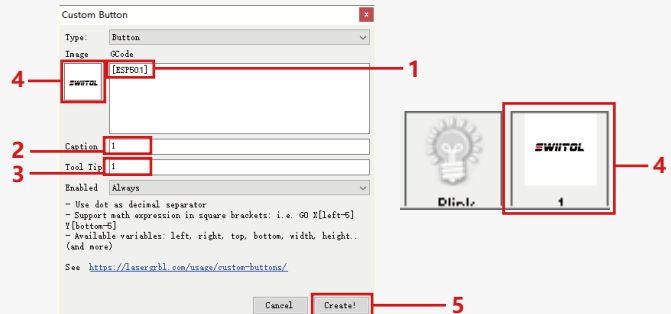 Custom Button
x
Type: Button
Image GCode
[ESP501]
1
4
SWIITOL
Caption 1
2
Tool Tip 1
3
Enabled Always
- Use dot as decimal separator
- Support math expression in square brackets: i.e. G0 X[left-5]
Y[bottom-5]
- Available variables: left, right, top, bottom, width, height..
(and more)
See https://lasergrbl.com/usage/custom-buttons/
Cancel Create!
5
SWIITOL
4
Blink 1